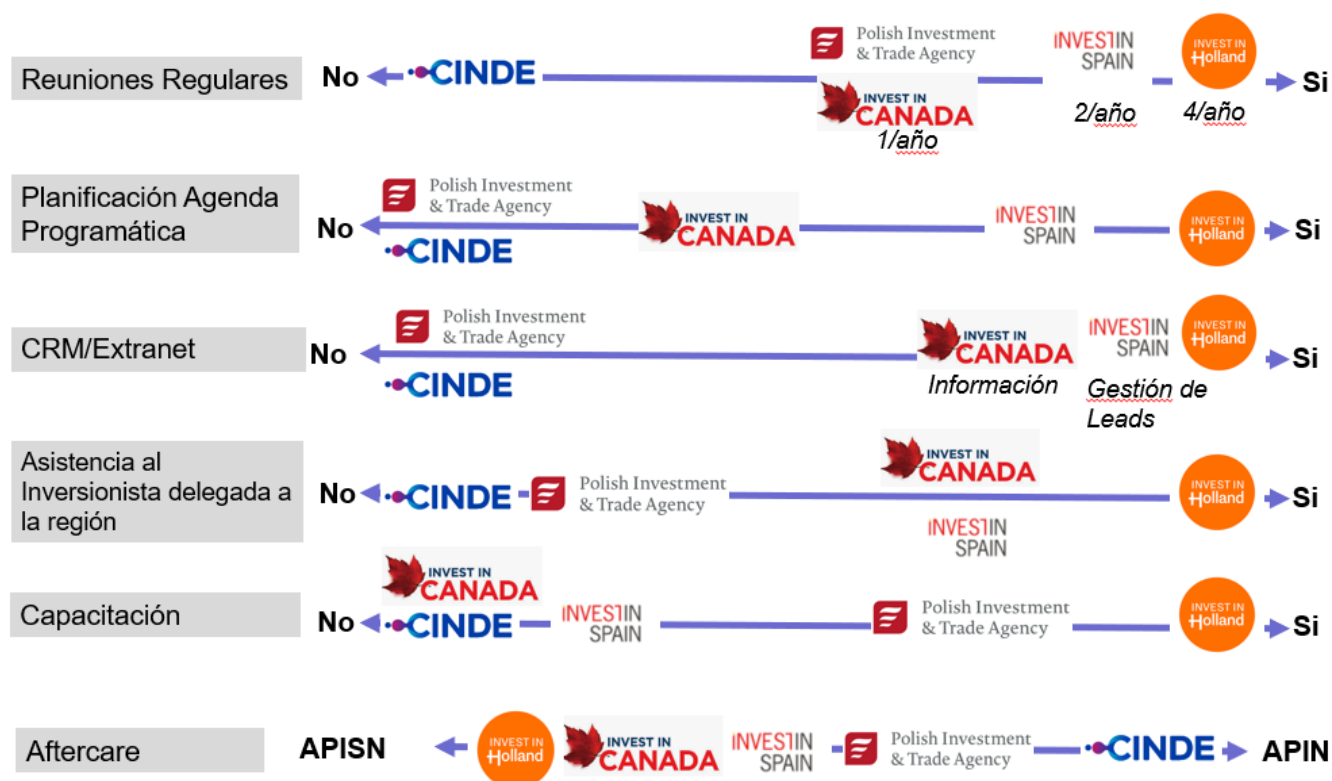 Reuniones Regulares
No
CINDE
Polish Investment
& Trade Agency
INVEST IN
CANADA
1/año
INVEST IN
SPAIN
2/año
INVEST IN
Holland
4/año
Si
Planificación Agenda
Programática
No
Polish Investment
& Trade Agency
CINDE
INVEST IN
CANADA
INVEST IN
SPAIN
INVEST IN
Holland
Si
CRM/Extranet
No
Polish Investment
& Trade Agency
CINDE
INVEST IN
CANADA
Información
INVEST IN
SPAIN
Gestión de
Leads
INVEST IN
Holland
Si
Asistencia al
Inversionista delegada a
la región
No
CINDE
Polish Investment
& Trade Agency
INVEST IN
CANADA
INVEST IN
SPAIN
INVEST IN
Holland
Si
Capacitación
No
INVEST IN
CANADA
CINDE
INVEST IN
SPAIN
Polish Investment
& Trade Agency
INVEST IN
Holland
Si
Aftercare
APISN
INVEST IN
Holland
INVEST IN
CANADA
INVEST IN
SPAIN
Polish Investment
& Trade Agency
CINDE
APIN